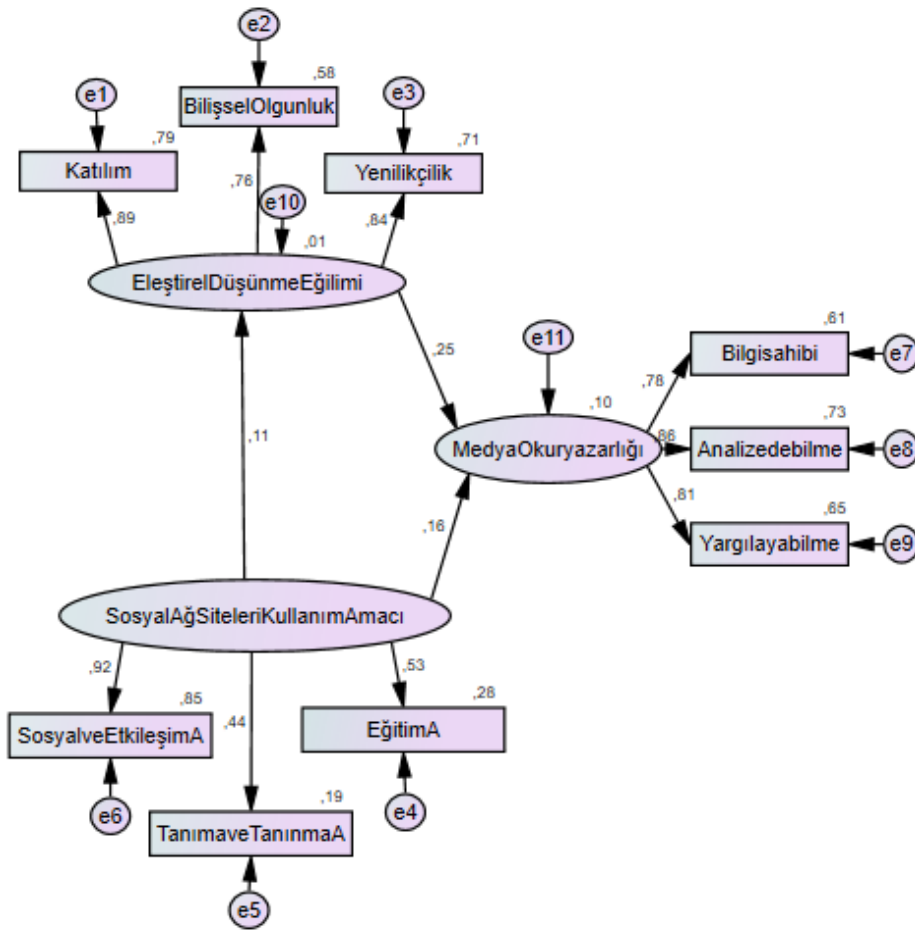 e2
,58
BilişselOlgunluk
e1
,79
Katılım
e3
,71
Yenilikçilik
,89
,76
,84
e10
,01
EleştirelDüşünmeEğilimi
,25
,11
e11
,10
MedyaOkuryazarlığı
,78
,61
Bilgisahibi
e7
,86
,73
Analizedebilme
e8
,81
,65
Yargılayabilme
e9
,16
SosyalAğSiteleriKullanımAmacı
,92
,85
SosyalveEtkileşimA
e6
,44
,19
TanımaveTanınmaA
e5
,53
,28
EğitimA
e4